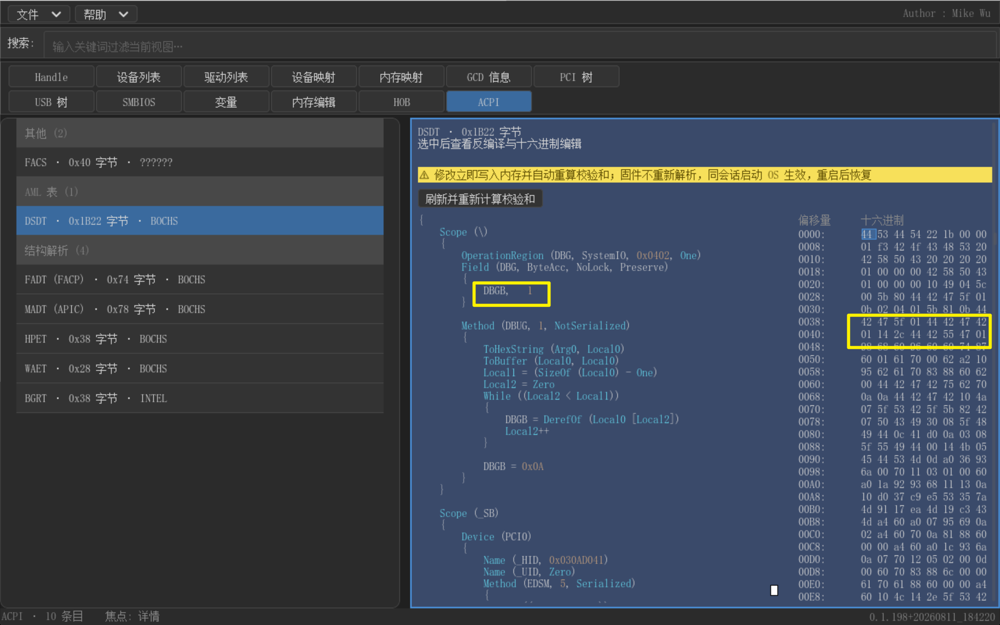 文件 帮助 Author : Mike Wu
搜索: 输入关键词过滤当前视图…
Handle 设备列表 驱动列表 设备映射 内存映射 GCD 信息 PCI 树
USB 树 SMBIOS 变量 内存编辑 HOB ACPI
其他 (2)
FACS · 0x40 字节 · ??????
AML 表 (1)
DSDT · 0x1B22 字节 · BOCHS
结构解析 (4)
FADT (FACP) · 0x74 字节 · BOCHS
MADT (APIC) · 0x78 字节 · BOCHS
HPET · 0x38 字节 · BOCHS
WAET · 0x28 字节 · BOCHS
BGRT · 0x38 字节 · INTEL
DSDT · 0x1B22 字节
选中后查看反编译与十六进制编辑
⚠ 修改立即写入内存并自动重算校验和；固件不重新解析，同会话启动 OS 生效，重启后恢复
刷新并重新计算校验和
{
Scope (\)
{
OperationRegion (DBG, SystemIO, 0x0402, One)
Field (DBG, ByteAcc, NoLock, Preserve)
{
DBGB, 1
}
Method (DBUG, 1, NotSerialized)
{
ToHexString (Arg0, Local0)
ToBuffer (Local0, Local0)
Local1 = (SizeOf (Local0) - One)
Local2 = Zero
While ((Local2 < Local1))
{
DBGB = DerefOf (Local0 [Local2])
Local2++
}
DBGB = 0x0A
}
}
Scope (_SB)
{
Device (PCI0)
{
Name (_HID, 0x030AD041)
Name (_UID, Zero)
Method (EDSM, 5, Serialized)
{
偏移量 十六进制
0000: 44 53 44 54 22 1b 00 00
0008: 01 f3 42 4f 43 48 53 20
0010: 42 58 50 43 20 20 20 20
0018: 01 00 00 00 42 58 50 43
0020: 01 00 00 00 10 49 04 5c
0028: 00 5b 80 44 42 47 5f 01
0030: 0b 02 04 01 5b 81 0b 44
0038: 42 47 5f 01 44 42 47 42
0040: 01 14 2c 44 42 55 47 01
0048: 98 68 60 96 60 60 74 87
0050: 60 01 61 70 00 62 a2 10
0058: 95 62 61 70 83 88 60 62
0060: 00 44 42 47 42 75 62 70
0068: 0a 0a 44 42 47 42 10 4a
0070: 07 5f 53 42 5f 5b 82 42
0078: 07 50 43 49 30 08 5f 48
0080: 49 44 0c 41 d0 0a 03 08
0088: 5f 55 49 44 00 14 4b 05
0090: 45 44 53 4d 0d a0 36 93
0098: 6a 00 70 11 03 01 00 60
00A0: a0 1a 92 93 68 11 13 0a
00A8: 10 d0 37 c9 e5 53 35 7a
00B0: 4d 91 17 ea 4d 19 c3 43
00B8: 4d a4 60 a0 07 95 69 0a
00C0: 02 a4 60 70 0a 81 88 60
00C8: 00 00 a4 60 a0 1c 93 6a
00D0: 0a 07 70 12 05 02 00 0d
00D8: 00 60 70 83 88 6c 00 00
00E0: 61 70 61 88 60 00 00 a4
00E8: 60 10 4c 14 2e 5f 53 42
ACPI · 10 条目 焦点: 详情 0.1.198+20260811_184220